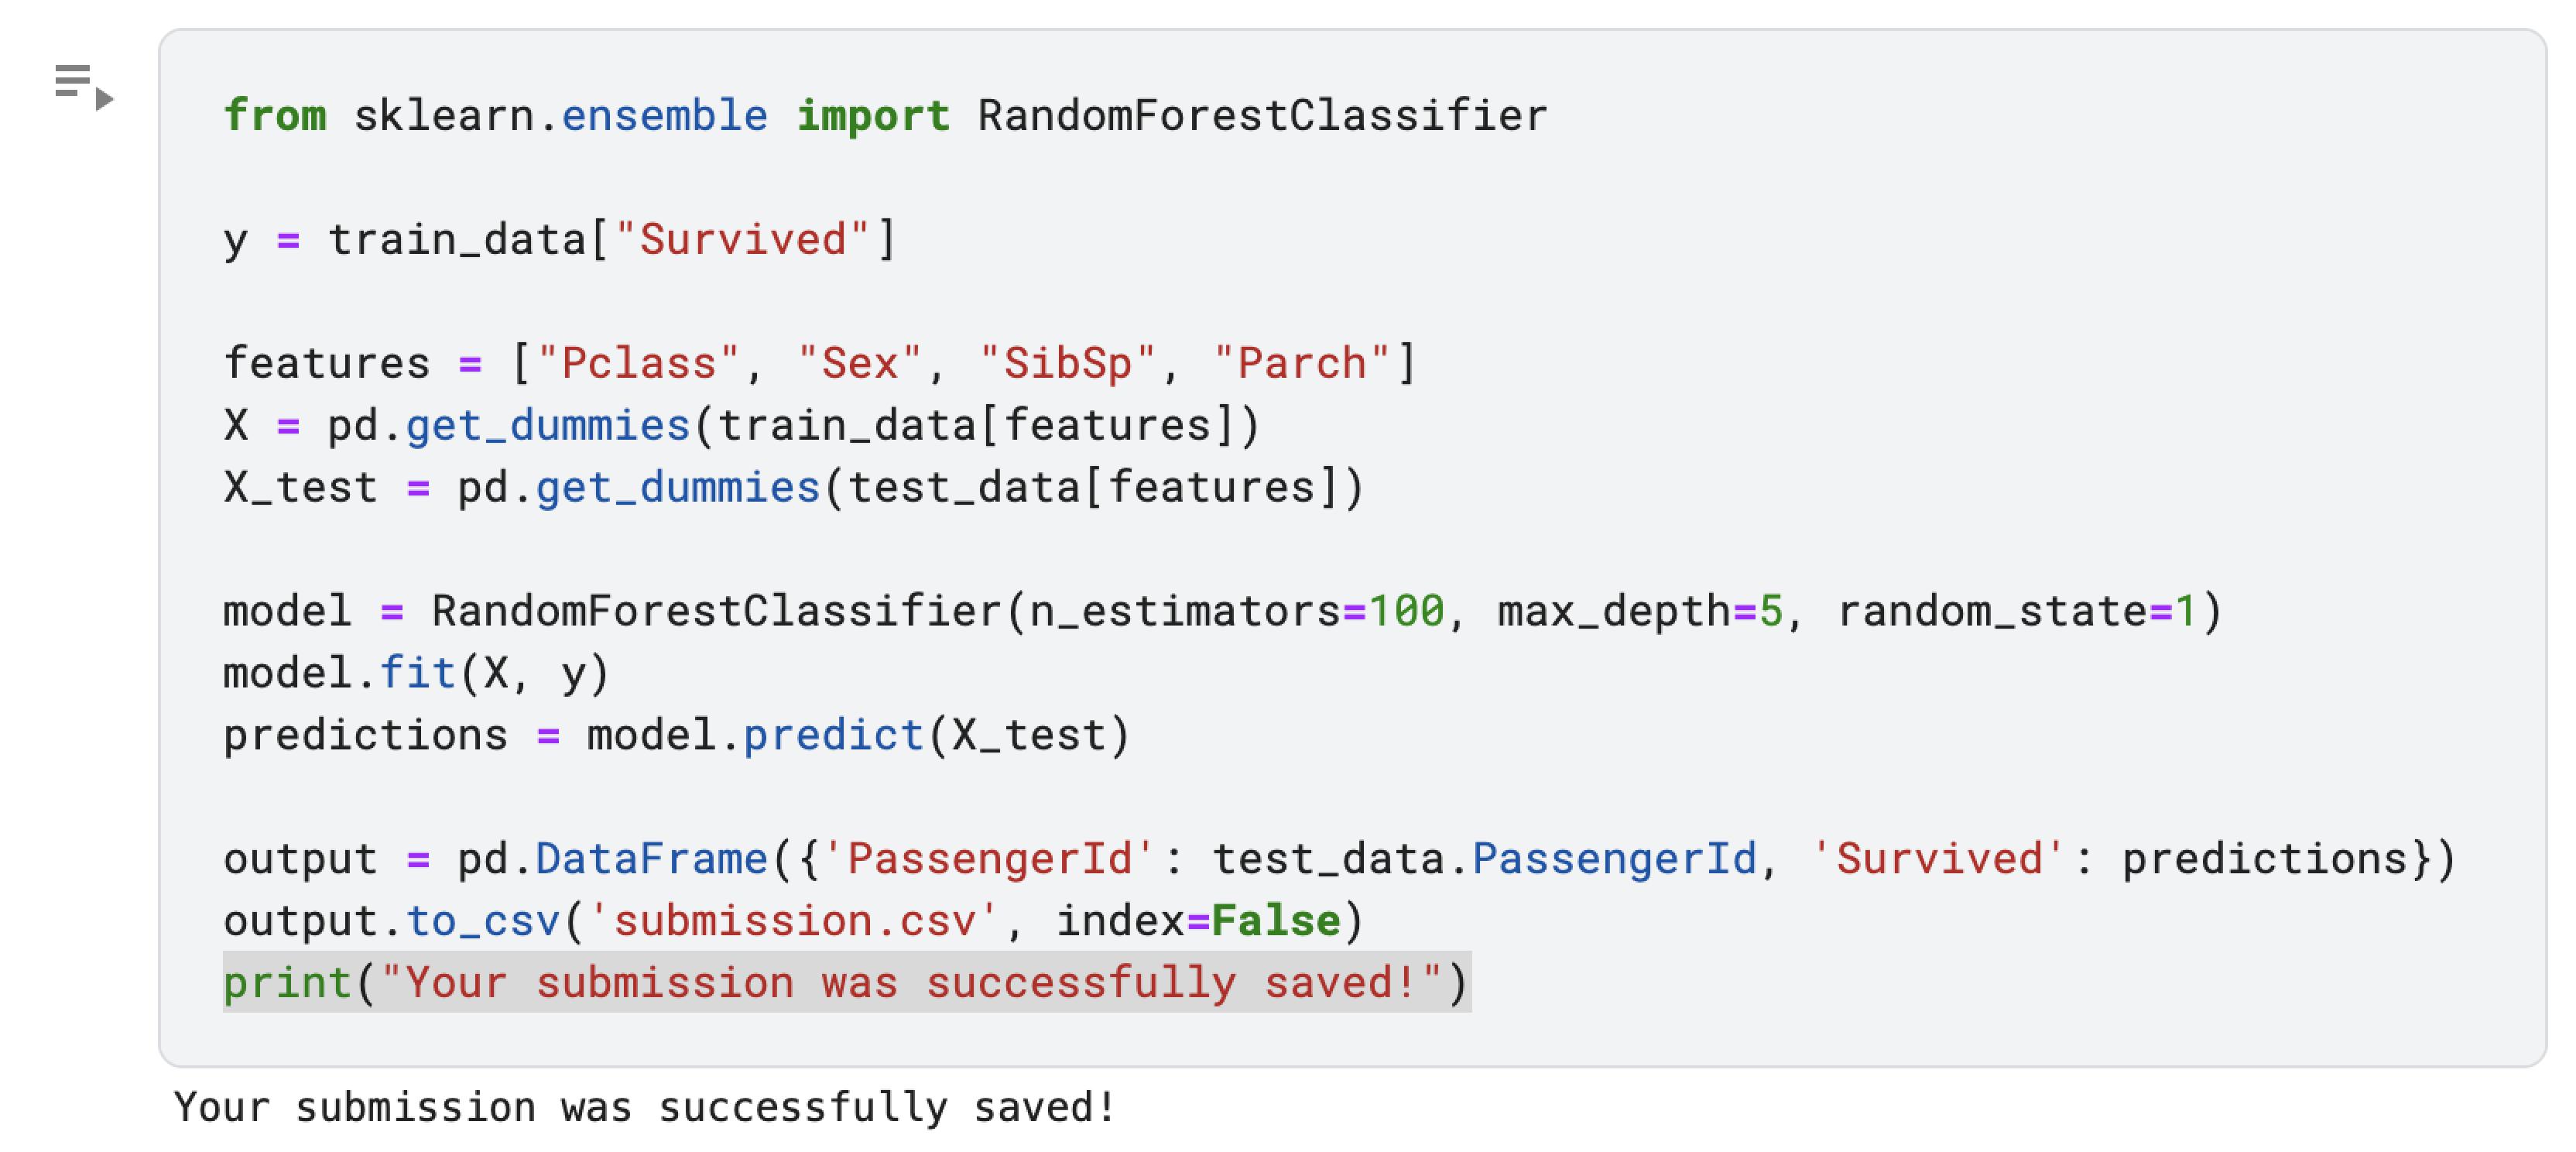 from sklearn.ensemble import RandomForestClassifier
y = train_data["Survived"]
features = ["Pclass", "Sex", "SibSp", "Parch"]
X = pd.get_dummies(train_data[features])
X_test = pd.get_dummies(test_data[features])
model = RandomForestClassifier(n_estimators=100, max_depth=5, random_state=1)
model.fit(X, y)
predictions = model.predict(X_test)
output = pd.DataFrame({'PassengerId': test_data.PassengerId, 'Survived': predictions})
output.to_csv('submission.csv', index=False)
print("Your submission was successfully saved!")
Your submission was successfully saved!